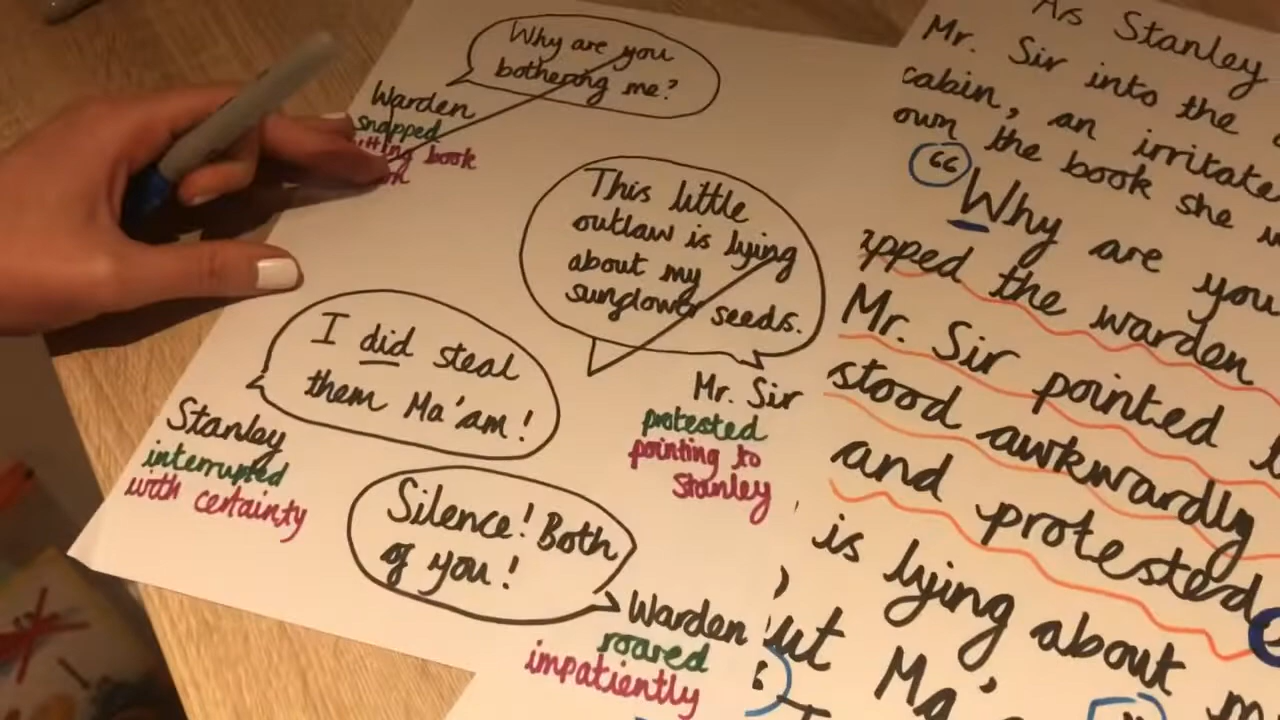 Why are you
bothering me?
Warden
snapped
book
This little
outlaw is lying
about my
sunflower seeds.
Mr. Sir
protested
pointing to
Stanley
I did steal
them Ma'am!
Stanley
interrupted
with certainty
Silence! Both
of you!
Warden
roared
impatiently
As Stanley
Mr. Sir into the
cabin, an
own the book she
"Why are you
the warden
Mr. Sir pointed
stood awkwardly
and protested
is lying about
Ma'